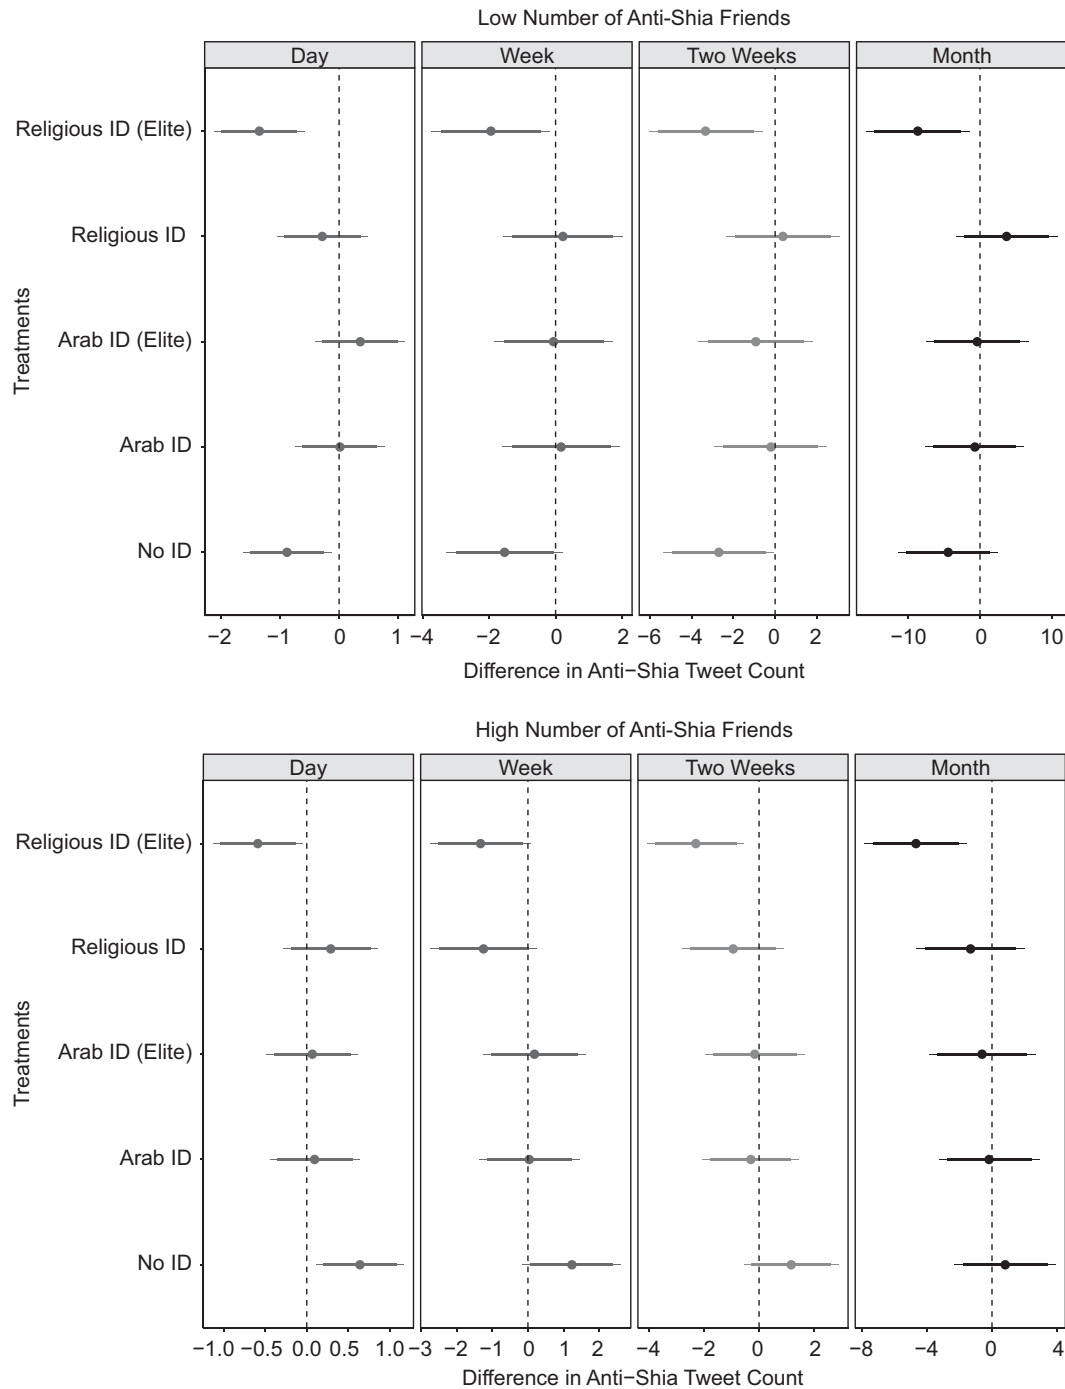 Low Number of Anti-Shia Friends
Day Week Two Weeks Month
Religious ID (Elite)
Religious ID
Arab ID (Elite)
Arab ID
No ID
Treatments
−2 −1 0 1 −4 −2 0 2 −6 −4 −2 0 2 −10 0 10
Difference in Anti−Shia Tweet Count
High Number of Anti-Shia Friends
Day Week Two Weeks Month
Religious ID (Elite)
Religious ID
Arab ID (Elite)
Arab ID
No ID
Treatments
−1.0 −0.5 0.0 0.5 1.0 −3 −2 −1 0 1 2 −4 −2 0 2 −8 −4 0 4
Difference in Anti−Shia Tweet Count